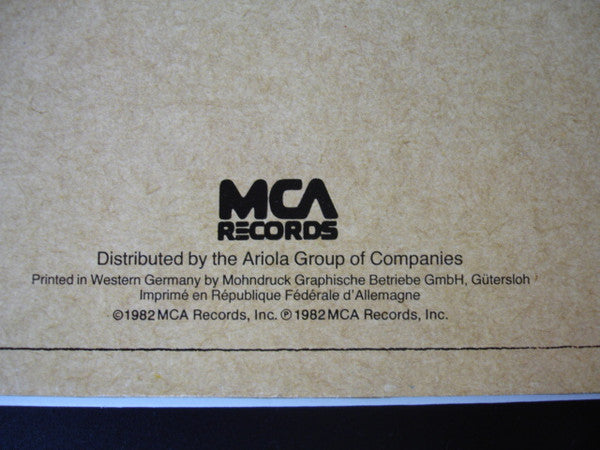 MCA
RECORDS
Distributed by the Ariola Group of Companies
Printed in Western Germany by Mohndruck Graphische Betriebe GmbH, Gütersloh
Imprimé en République Fédérale d'Allemagne
©1982 MCA Records, Inc. ℗1982 MCA Records, Inc.